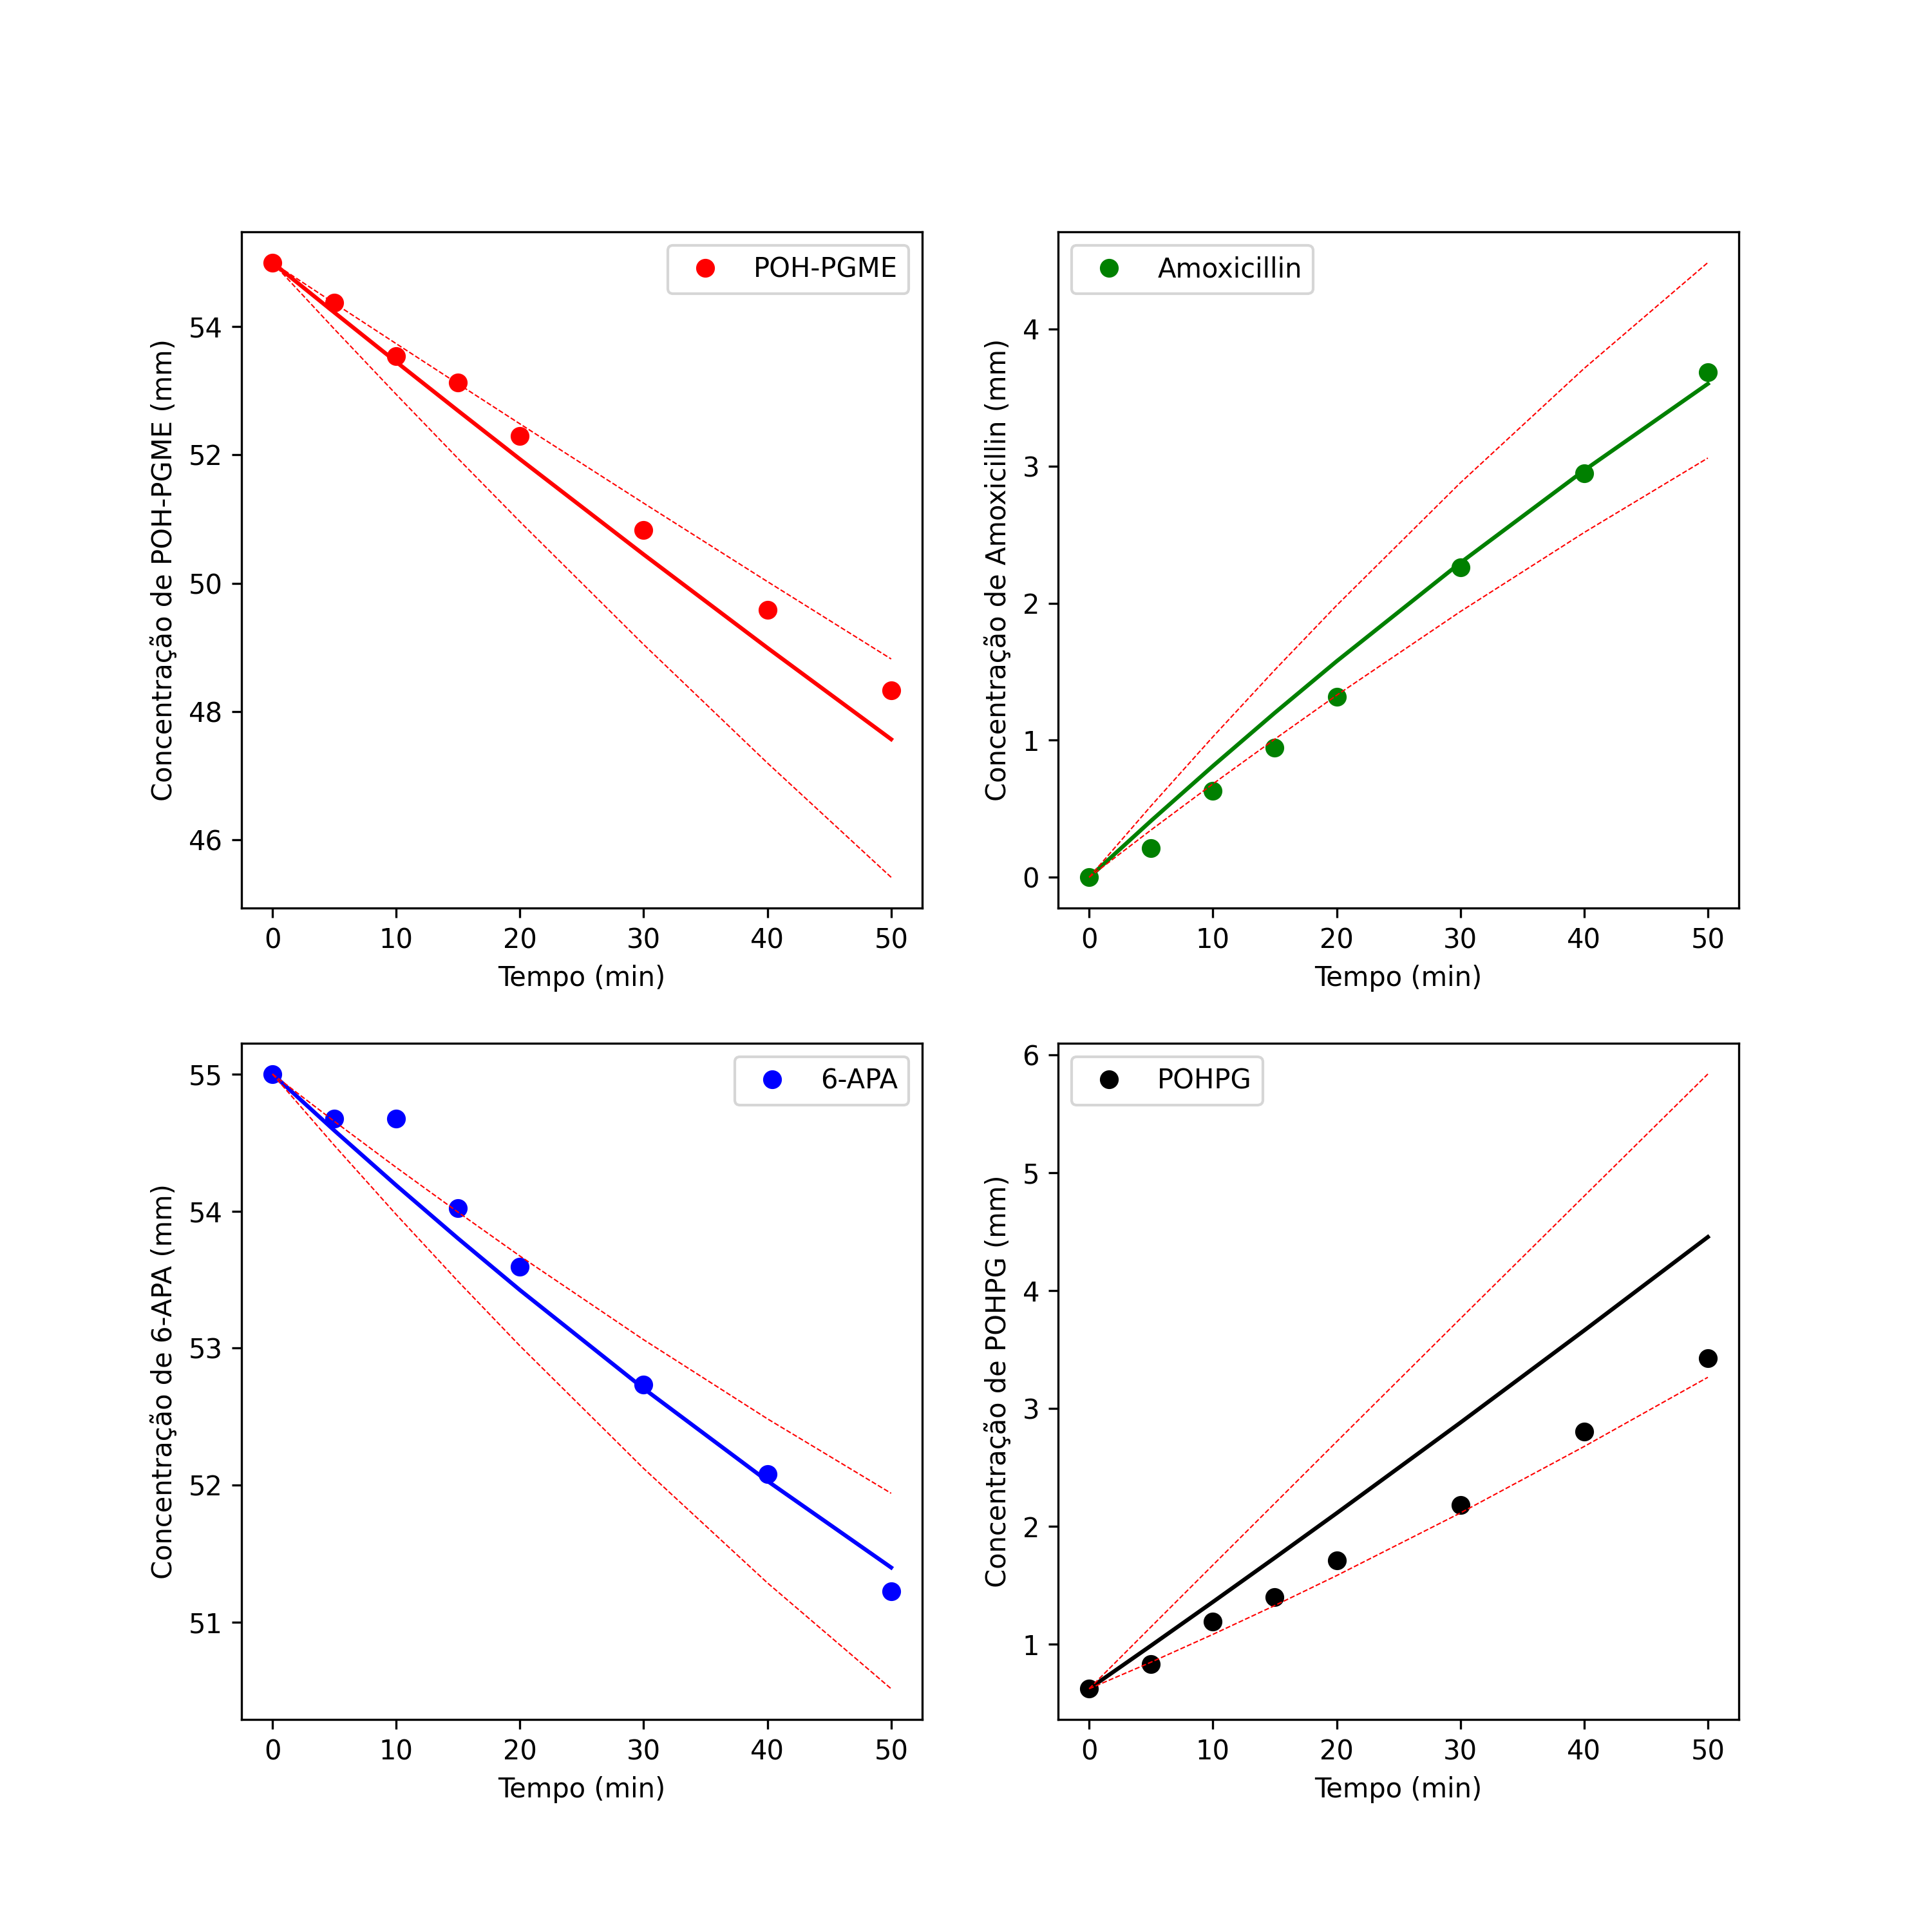 POH-PGME
54
52
50
48
46
Concentração de POH-PGME (mm)
0 10 20 30 40 50
Tempo (min)
Amoxicillin
4
3
2
1
0
Concentração de Amoxicillin (mm)
0 10 20 30 40 50
Tempo (min)
6-APA
55
54
53
52
51
Concentração de 6-APA (mm)
0 10 20 30 40 50
Tempo (min)
POHPG
6
5
4
3
2
1
Concentração de POHPG (mm)
0 10 20 30 40 50
Tempo (min)